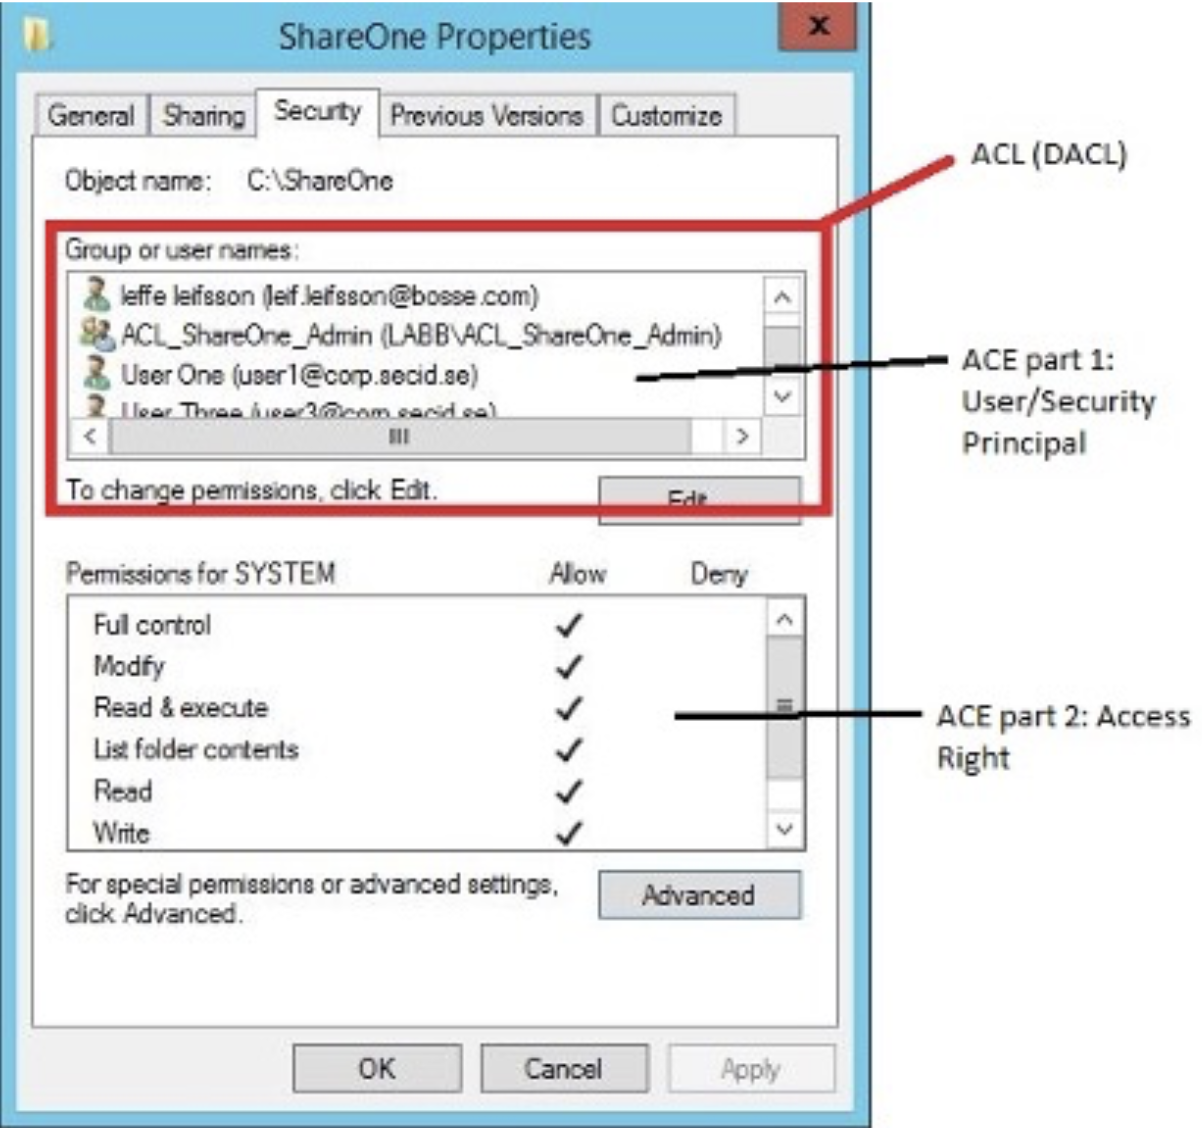 ShareOne Properties
x
General Sharing Security Previous Versions Customize
Object name: C:\ShareOne
ACL (DACL)
Group or user names:
leffe leifsson (leif.leifsson@bosse.com)
ACL_ShareOne_Admin (LABB\ACL_ShareOne_Admin)
User One (user1@corp.secid.se)
User Three (user3@corp.secid.se)
ACE part 1:
User/Security
Principal
To change permissions, click Edit.
Edit...
Permissions for SYSTEM Allow Deny
Full control
Modify
Read & execute
List folder contents
Read
Write
ACE part 2: Access
Right
For special permissions or advanced settings,
click Advanced.
Advanced
OK Cancel Apply